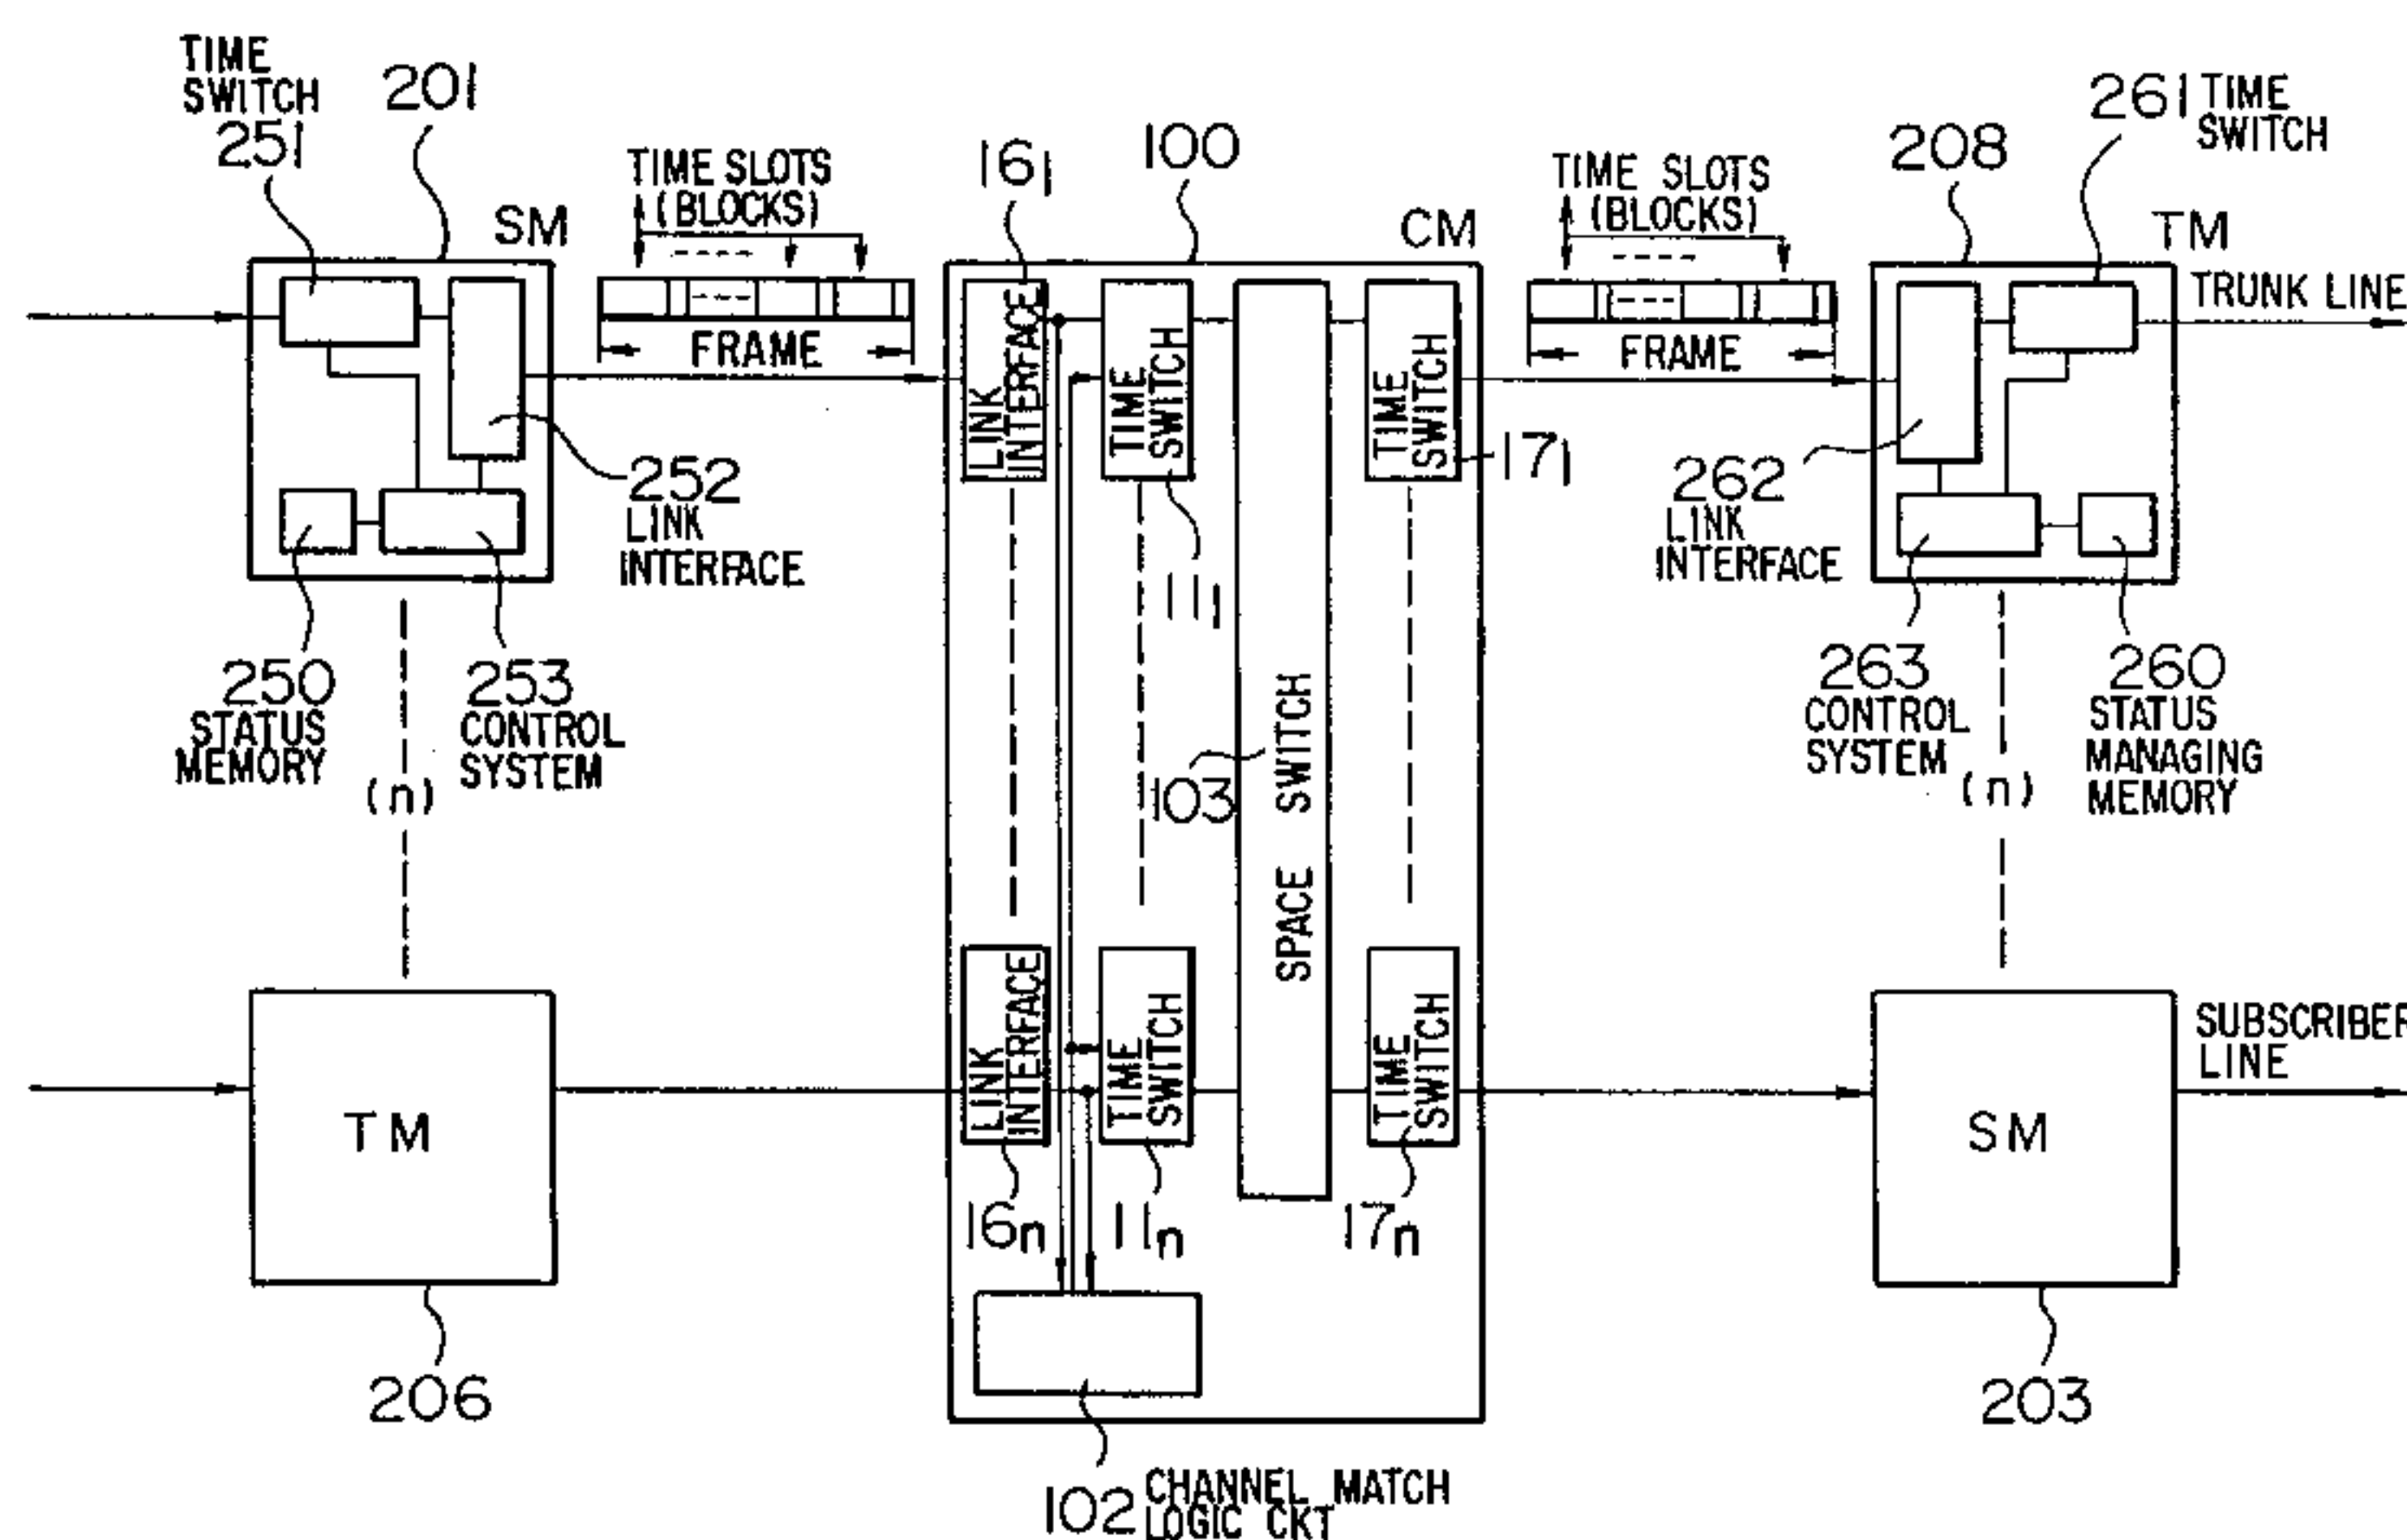 TIME
SWITCH
251
201
SM
TIME SLOTS
(BLOCKS)
FRAME
252
LINK
INTERFACE
250
STATUS
MEMORY
253
CONTROL
SYSTEM
(n)
TM
206
161
100
CM
LINK
INTERFACE
TIME
SWITCH
111
SPACE SWITCH
103
TIME
SWITCH
171
LINK
INTERFACE
16n
TIME
SWITCH
11n
TIME
SWITCH
17n
102 CHANNEL MATCH
LOGIC CKT
TIME SLOTS
(BLOCKS)
FRAME
208
261 TIME
SWITCH
TM
TRUNK LINE
262
LINK
INTERFACE
263
CONTROL
SYSTEM
260
STATUS
MANAGING
MEMORY
(n)
SM
SUBSCRIBER
LINE
203